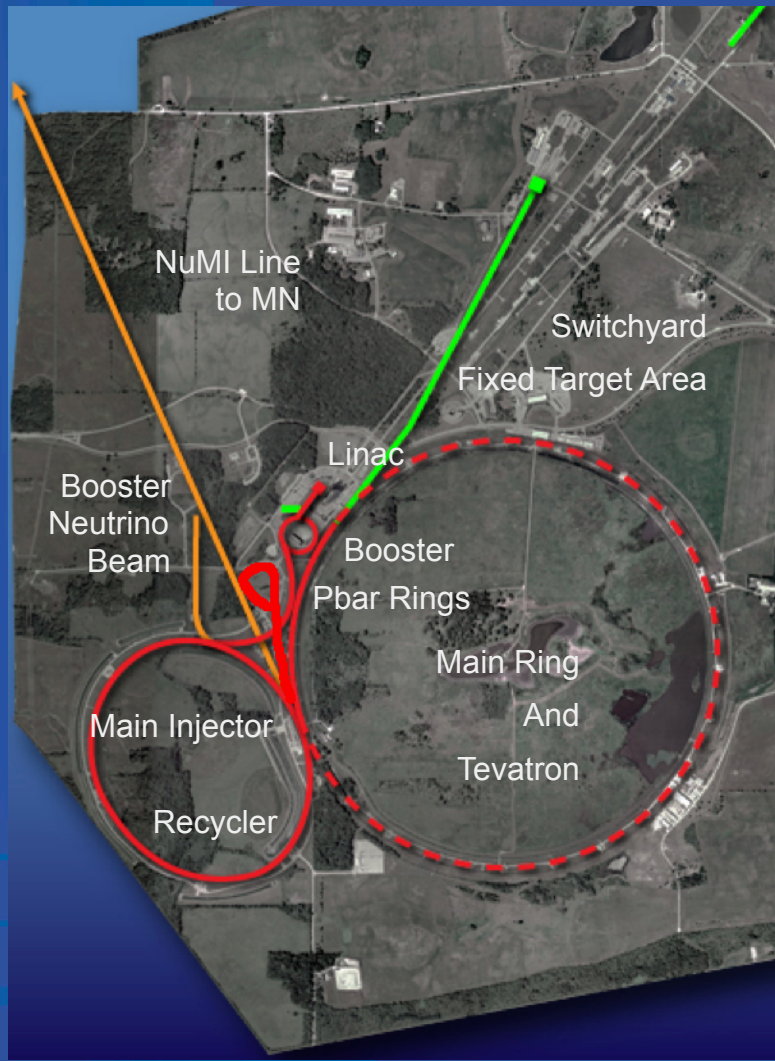 NuMI Line
to MN
Switchyard
Fixed Target Area
Linac
Booster
Neutrino
Beam
Booster
Pbar Rings
Main Ring
And
Tevatron
Main Injector
Recycler